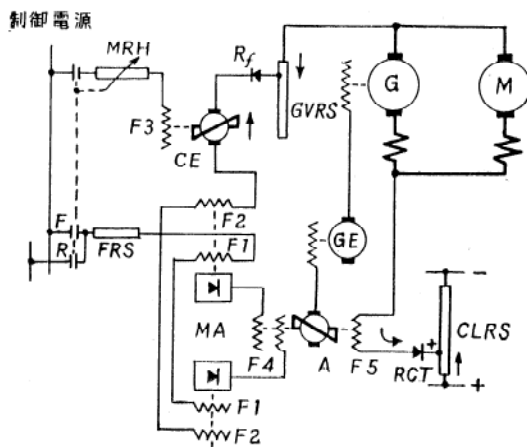 制御電源
MRH
Rf
GVRS
G
M
F3
CE
F2
F
FRS
F1
R
GE
MA
F4
A
F5
RCT
CLRS
−
+
+
F1
F2